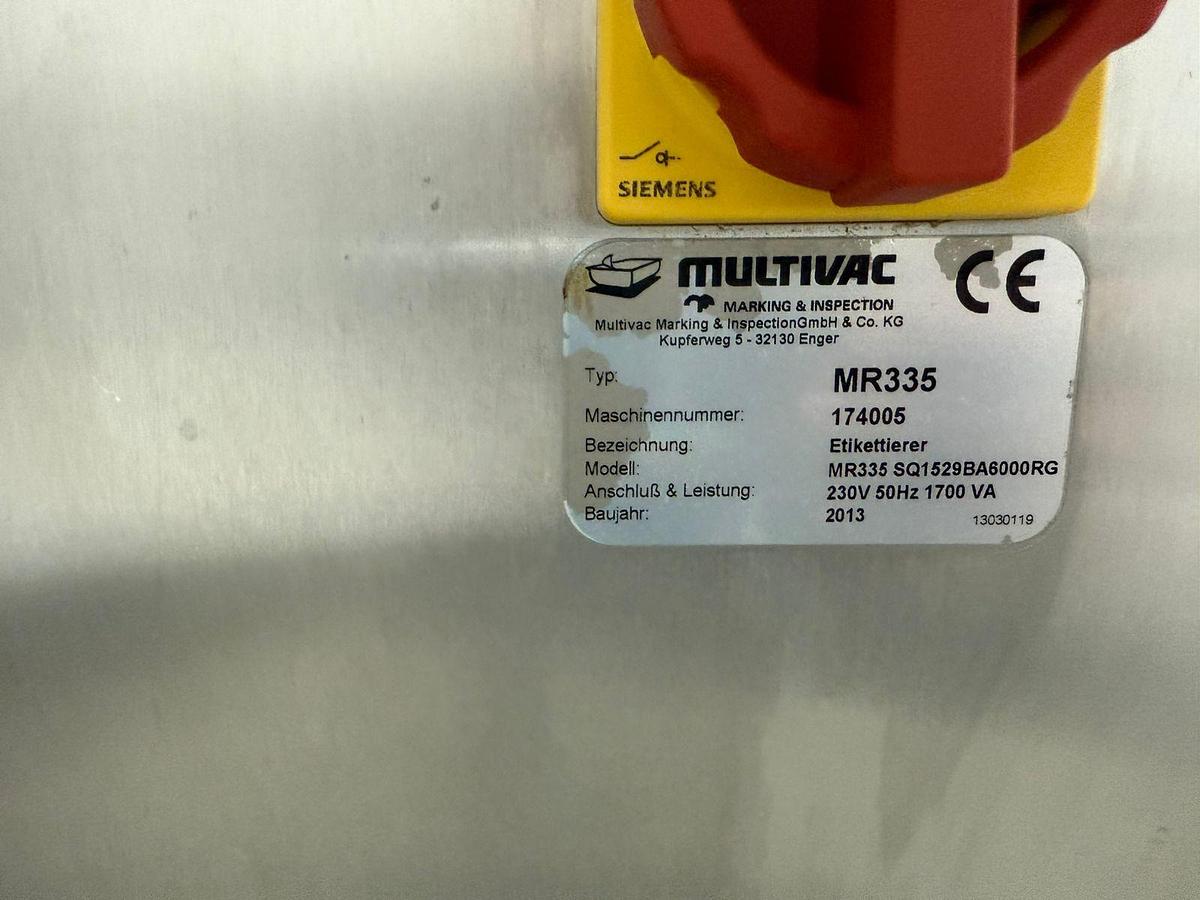 SIEMENS
MULTIVAC
CE
MARKING & INSPECTION
Multivac Marking & InspectionGmbH & Co. KG
Kupferweg 5 - 32130 Enger
Typ: MR335
Maschinennummer: 174005
Bezeichnung: Etikettierer
Modell: MR335 SQ1529BA6000RG
Anschluß & Leistung: 230V 50Hz 1700 VA
Baujahr: 2013 13030119